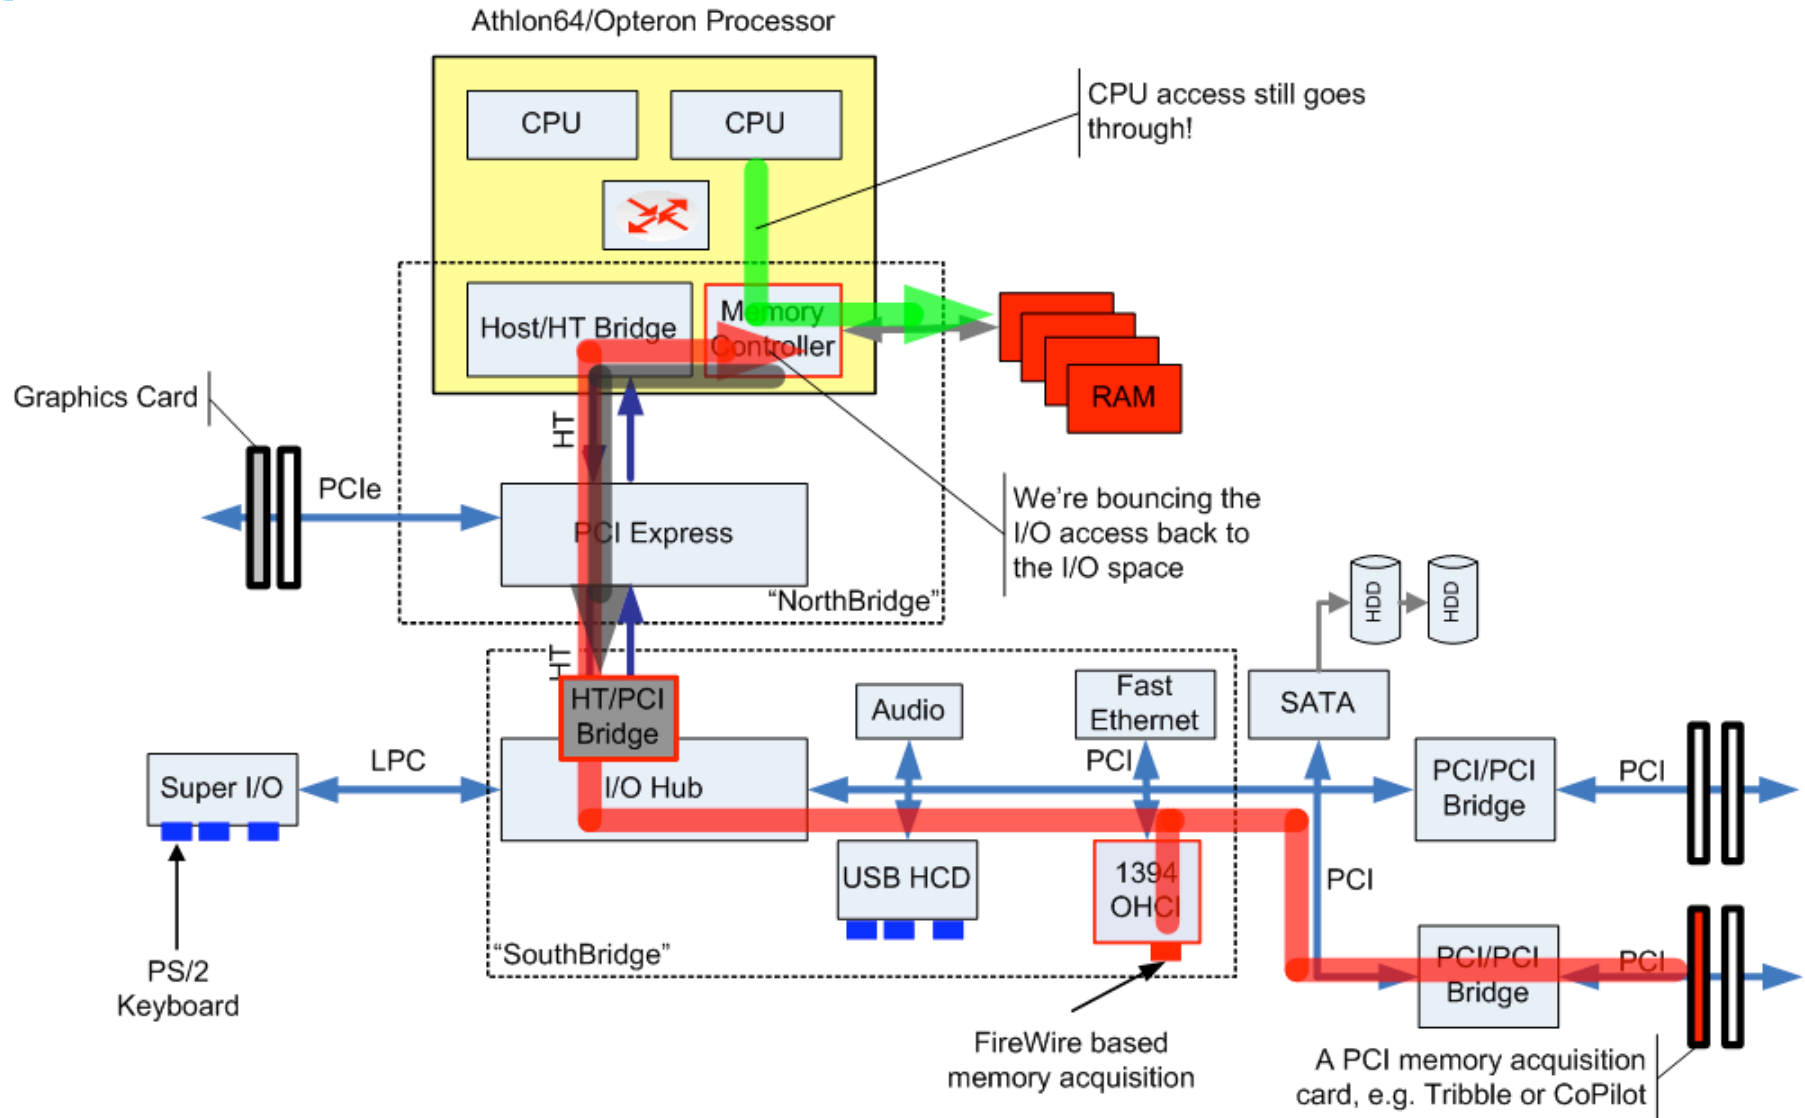 Athlon64/Opteron Processor
CPU
CPU
CPU access still goes
through!
Host/HT Bridge
Memory
Controller
RAM
Graphics Card
HT
PCIe
PCI Express
We're bouncing the
I/O access back to
the I/O space
“NorthBridge”
HDD
HDD
HT
HT/PCI
Bridge
Audio
Fast
Ethernet
SATA
LPC
PCI
Super I/O
I/O Hub
PCI/PCI
Bridge
PCI
USB HCD
1394
OHCI
PCI
“SouthBridge”
PCI/PCI
Bridge
PCI
PS/2
Keyboard
FireWire based
memory acquisition
A PCI memory acquisition
card, e.g. Tribble or CoPilot